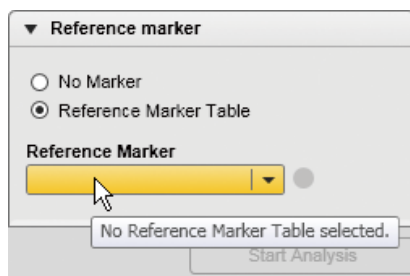 Reference marker
No Marker
Reference Marker Table
Reference Marker
No Reference Marker Table selected.
Start Analysis